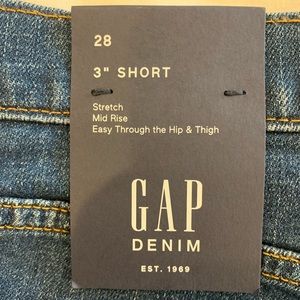 28
3" SHORT
Stretch
Mid Rise
Easy Through the Hip & Thigh
GAP
DENIM
EST. 1969